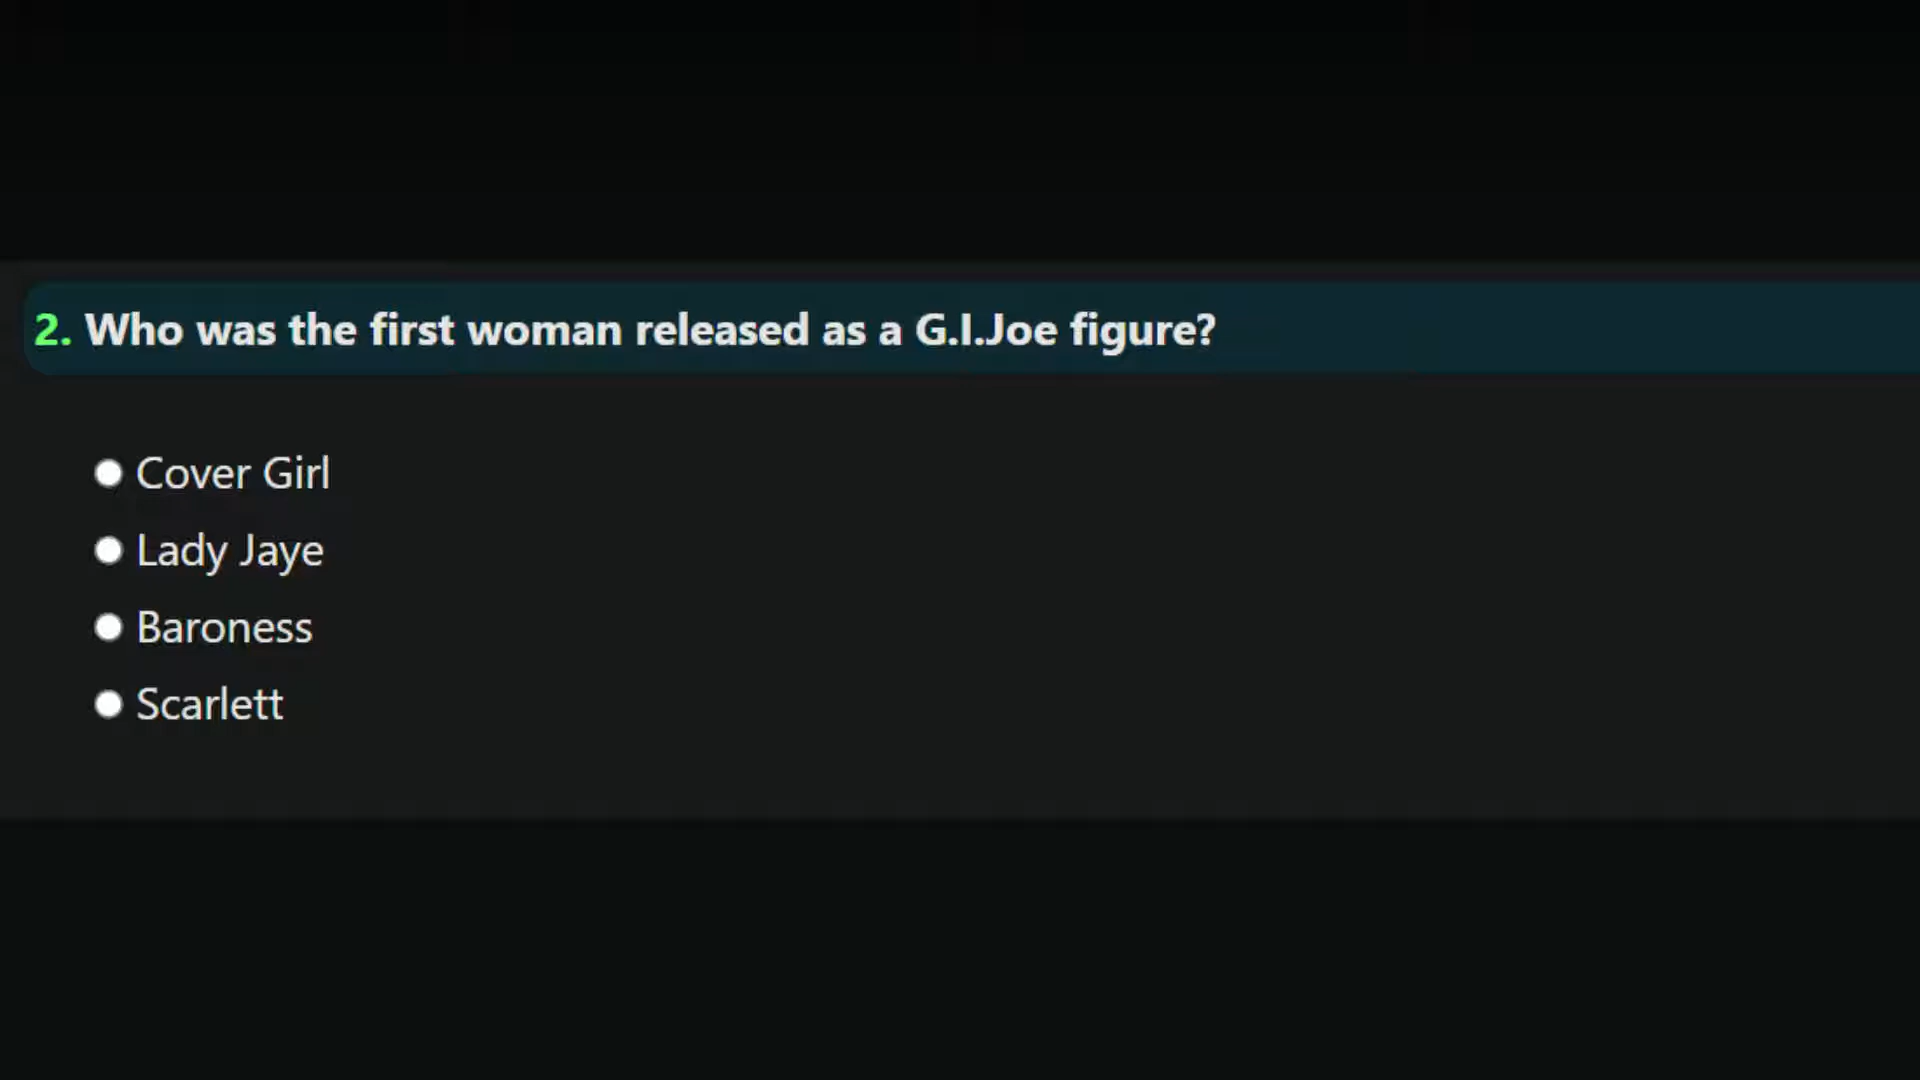 2. Who was the first woman released as a G.I.Joe figure?
Cover Girl
Lady Jaye
Baroness
Scarlett